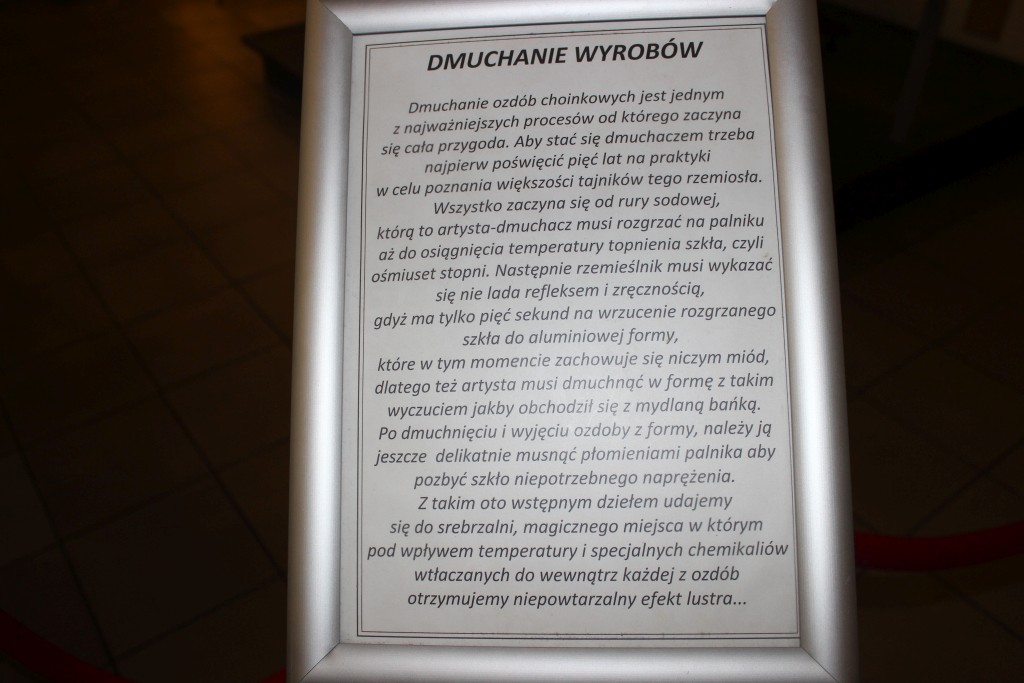 DMUCHANIE WYROBÓW
Dmuchanie ozdób choinkowych jest jednym
z najważniejszych procesów od którego zaczyna
się cała przygoda. Aby stać się dmuchaczem trzeba
najpierw poświęcić pięć lat na praktyki
w celu poznania większości tajników tego rzemiosła.
Wszystko zaczyna się od rury sodowej,
którą to artysta-dmuchacz musi rozgrzać na palniku
aż do osiągnięcia temperatury topnienia szkła, czyli
ośmiuset stopni. Następnie rzemieślnik musi wykazać
się nie lada refleksem i zręcznością,
gdyż ma tylko pięć sekund na wrzucenie rozgrzanego
szkła do aluminiowej formy,
które w tym momencie zachowuje się niczym miód,
dlatego też artysta musi dmuchnąć w formę z takim
wyczuciem jakby obchodził się z mydlaną bańką.
Po dmuchnięciu i wyjęciu ozdoby z formy, należy ją
jeszcze delikatnie musnąć płomieniami palnika aby
pozbyć szkło niepotrzebnego naprężenia.
Z takim oto wstępnym dziełem udajemy
się do srebrzalni, magicznego miejsca w którym
pod wpływem temperatury i specjalnych chemikaliów
wtłaczanych do wewnątrz każdej z ozdób
otrzymujemy niepowtarzalny efekt lustra...